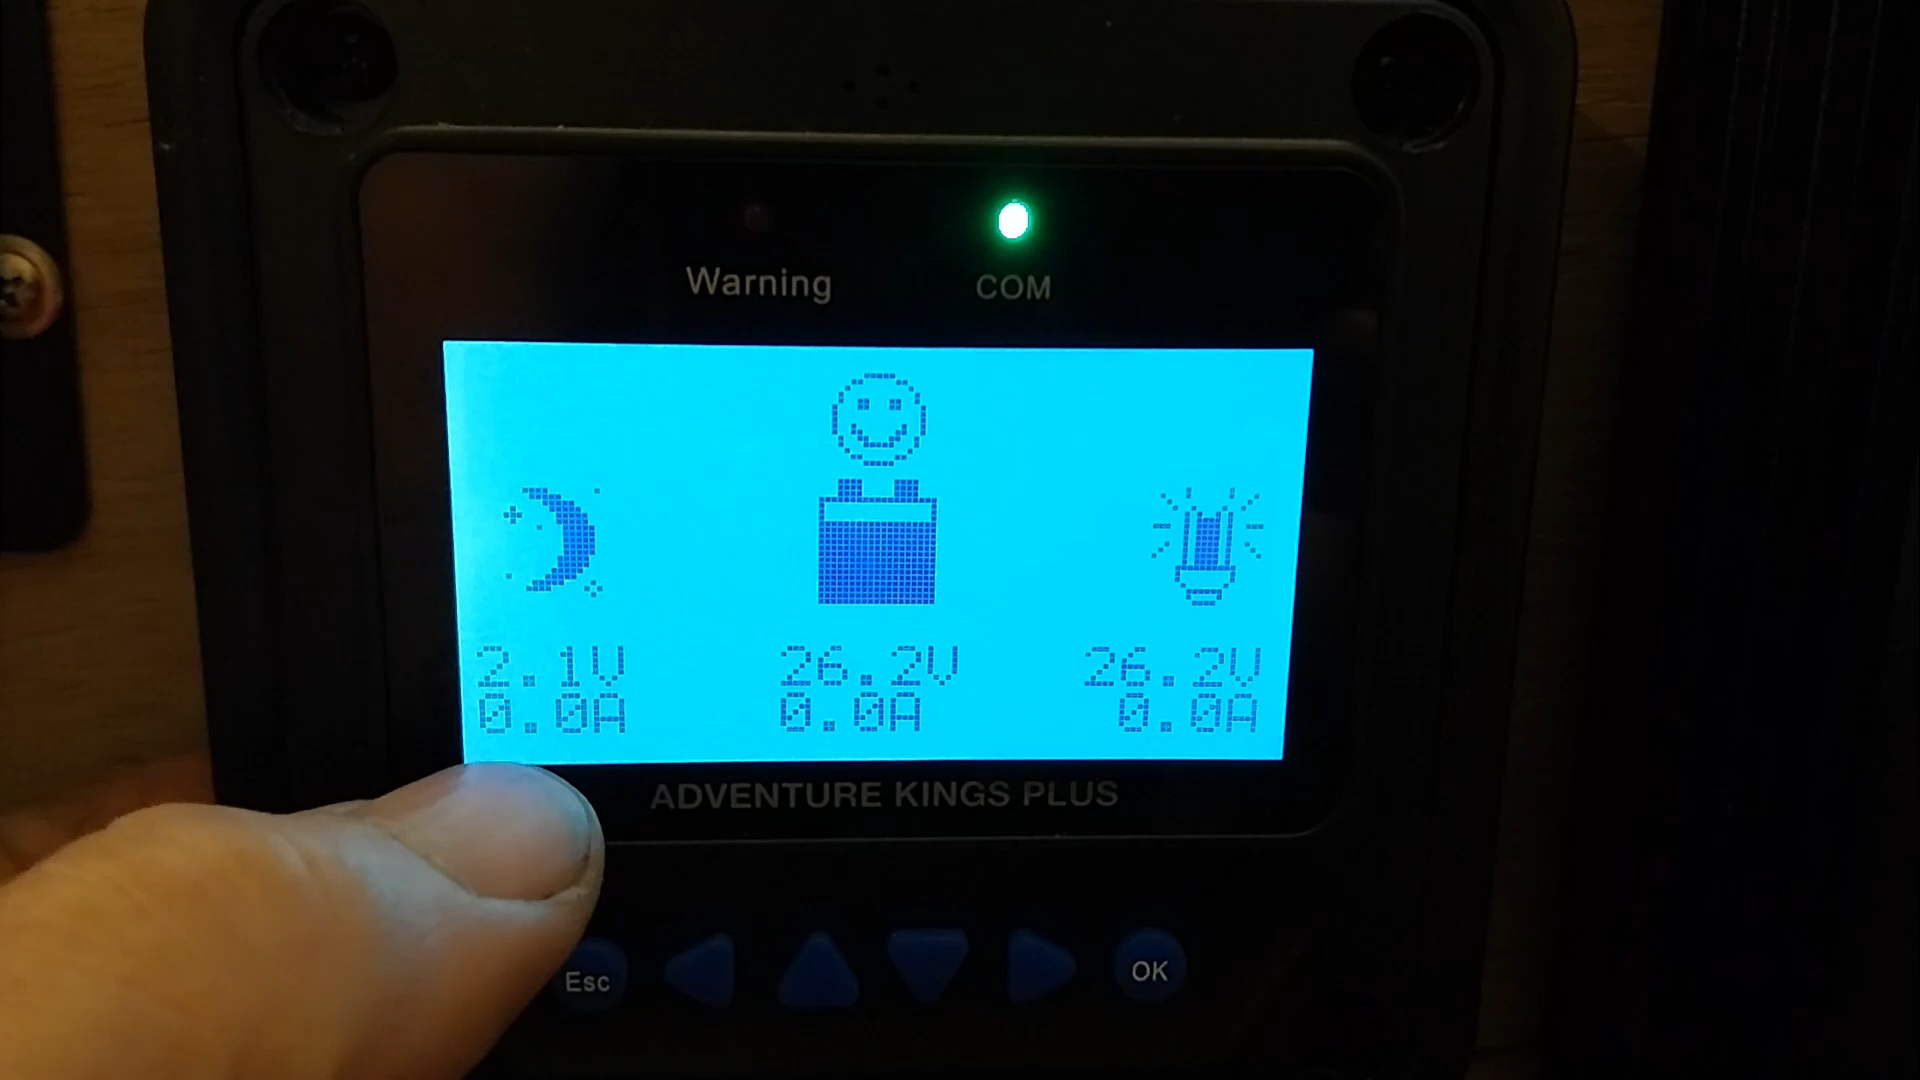 Warning COM
2.1V 26.2V 26.2V
0.0A 0.0A 0.0A
ADVENTURE KINGS PLUS
Esc OK